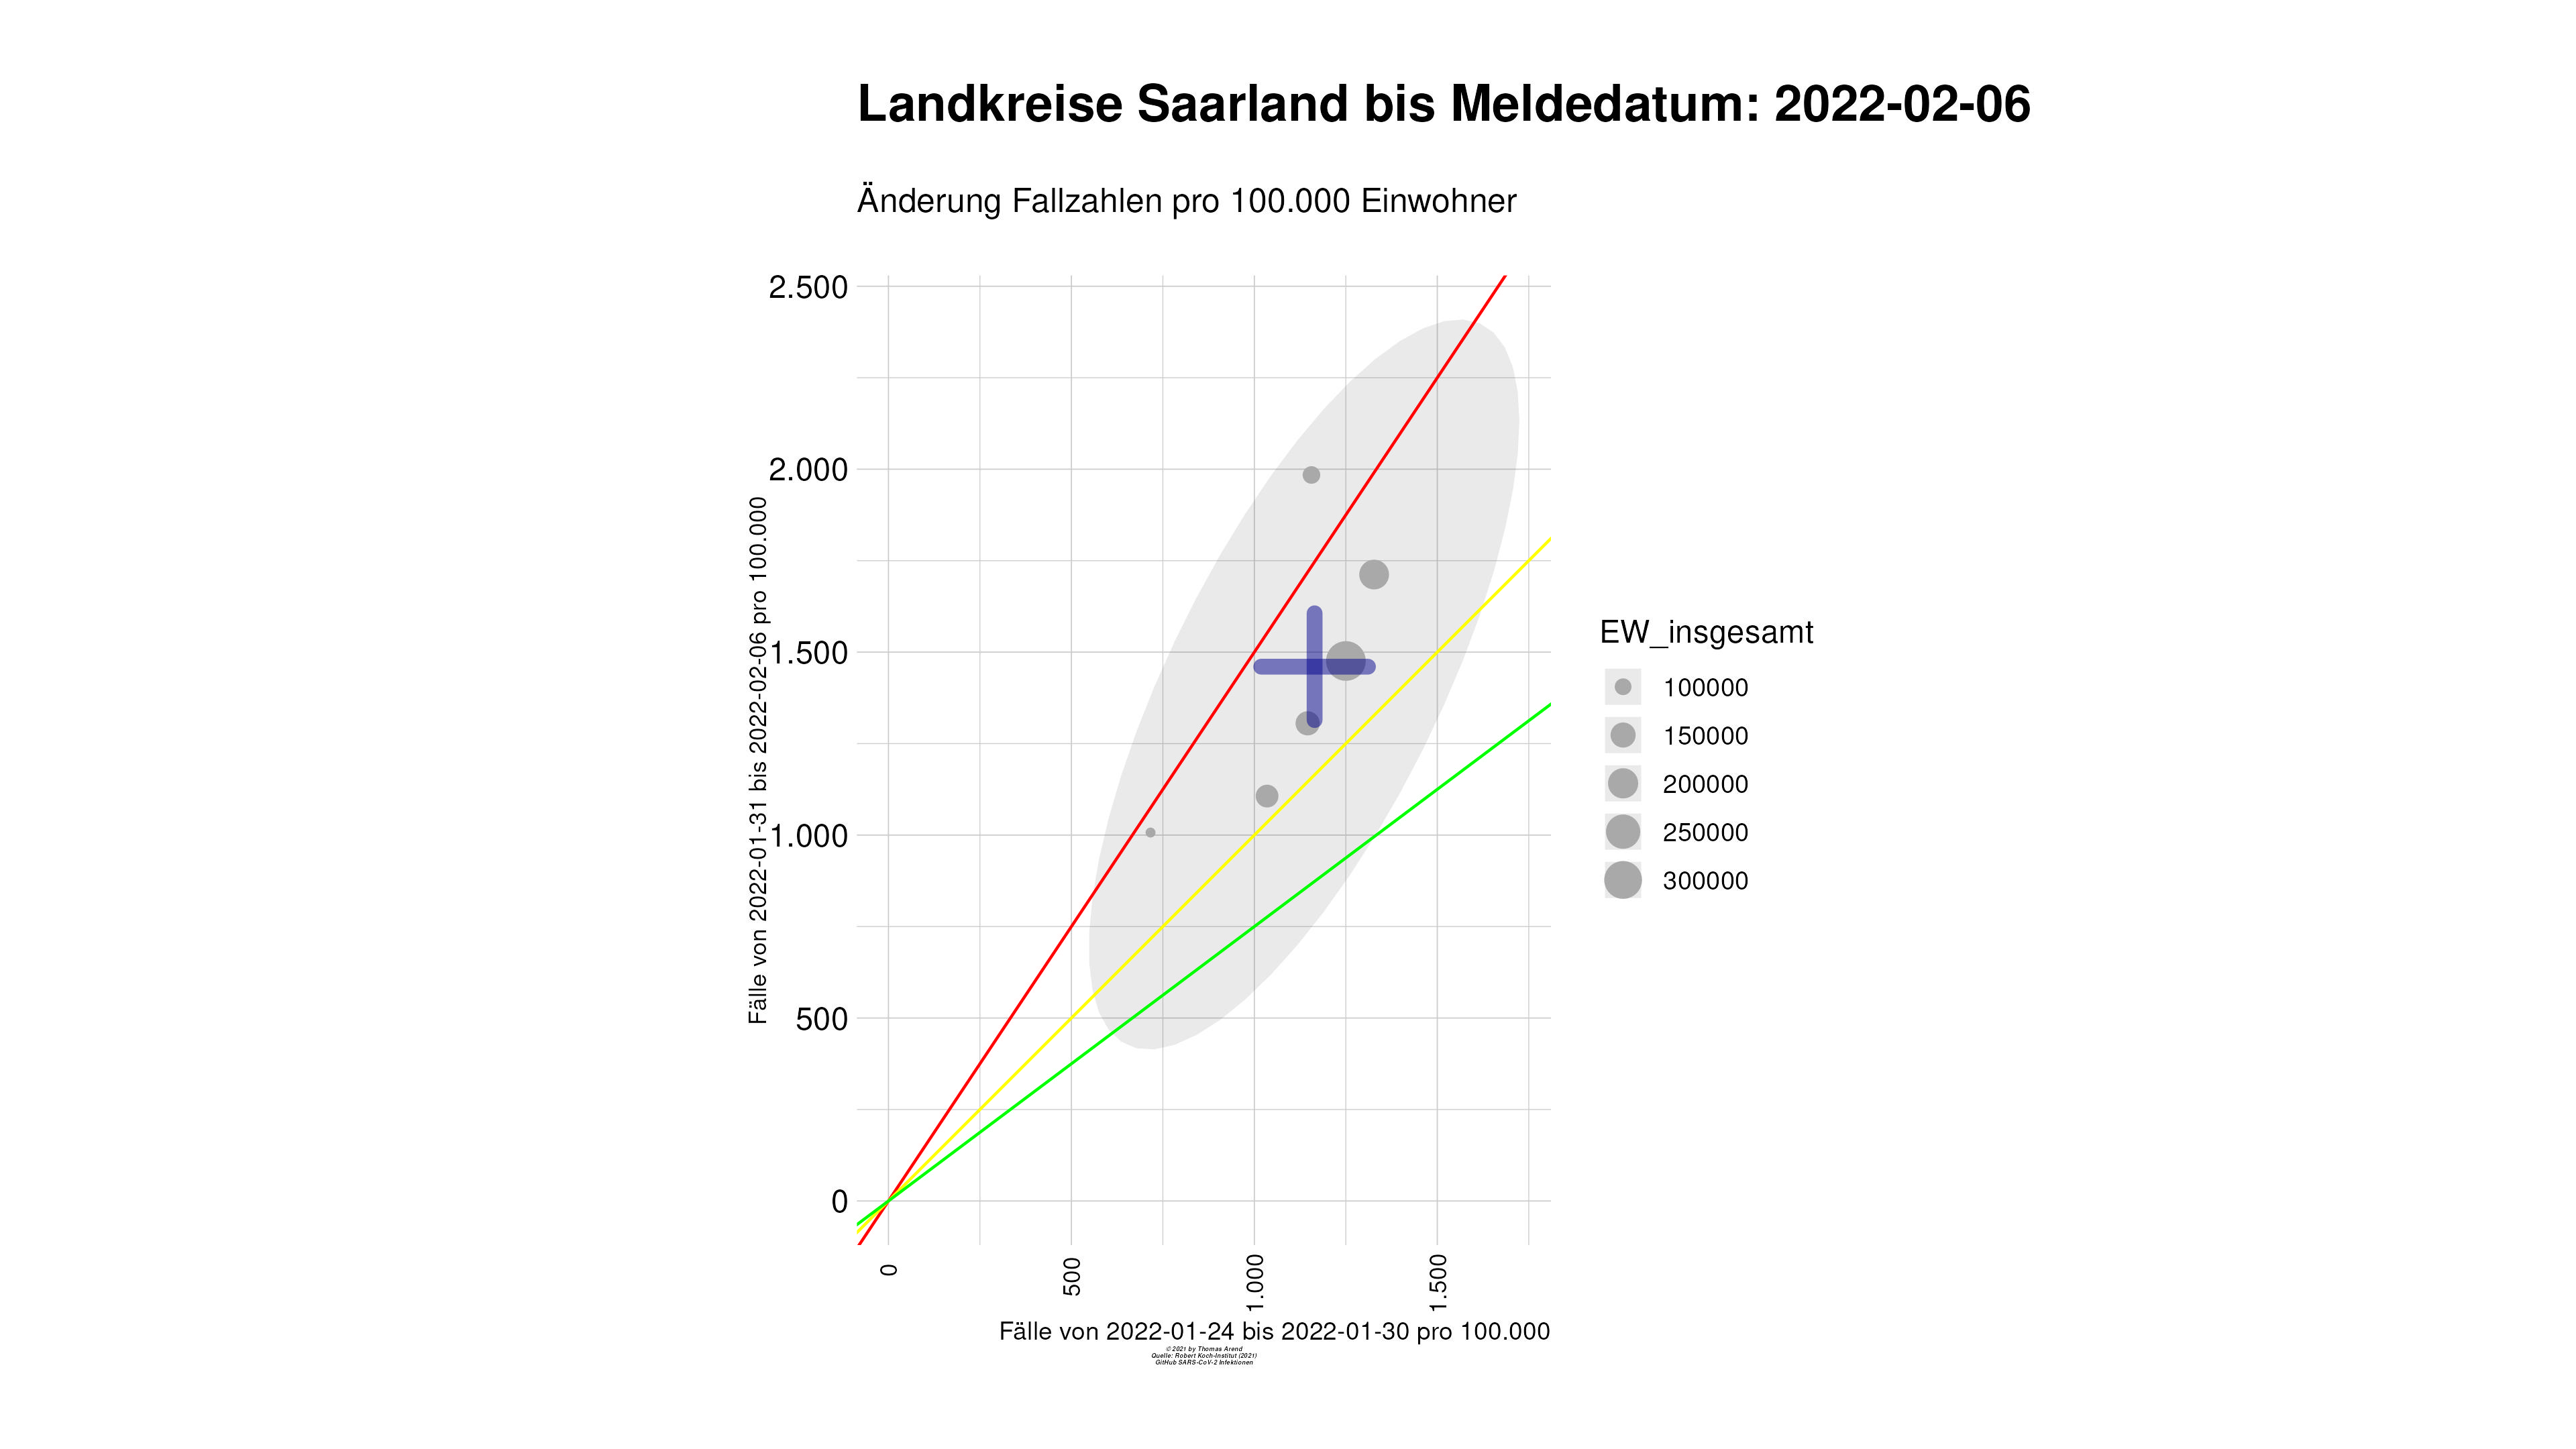 Landkreise Saarland bis Meldedatum: 2022-02-06
Änderung Fallzahlen pro 100.000 Einwohner
2.500
2.000
1.500
1.000
500
0
Fälle von 2022-01-31 bis 2022-02-06 pro 100.000
0
500
1.000
1.500
Fälle von 2022-01-24 bis 2022-01-30 pro 100.000
EW_insgesamt
100000
150000
200000
250000
300000
© 2021 by Thomas Arend
Quelle: Robert Koch-Institut (2021)
GitHub SARS-CoV-2 Infektionen